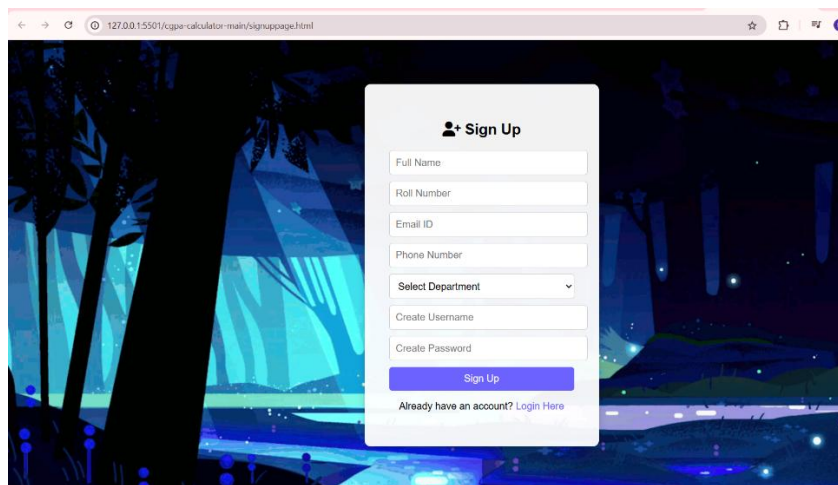 127.0.0.1:5501/cgpa-calculator-main/signuppage.html
Sign Up
Full Name
Roll Number
Email ID
Phone Number
Select Department
Create Username
Create Password
Sign Up
Already have an account? Login Here